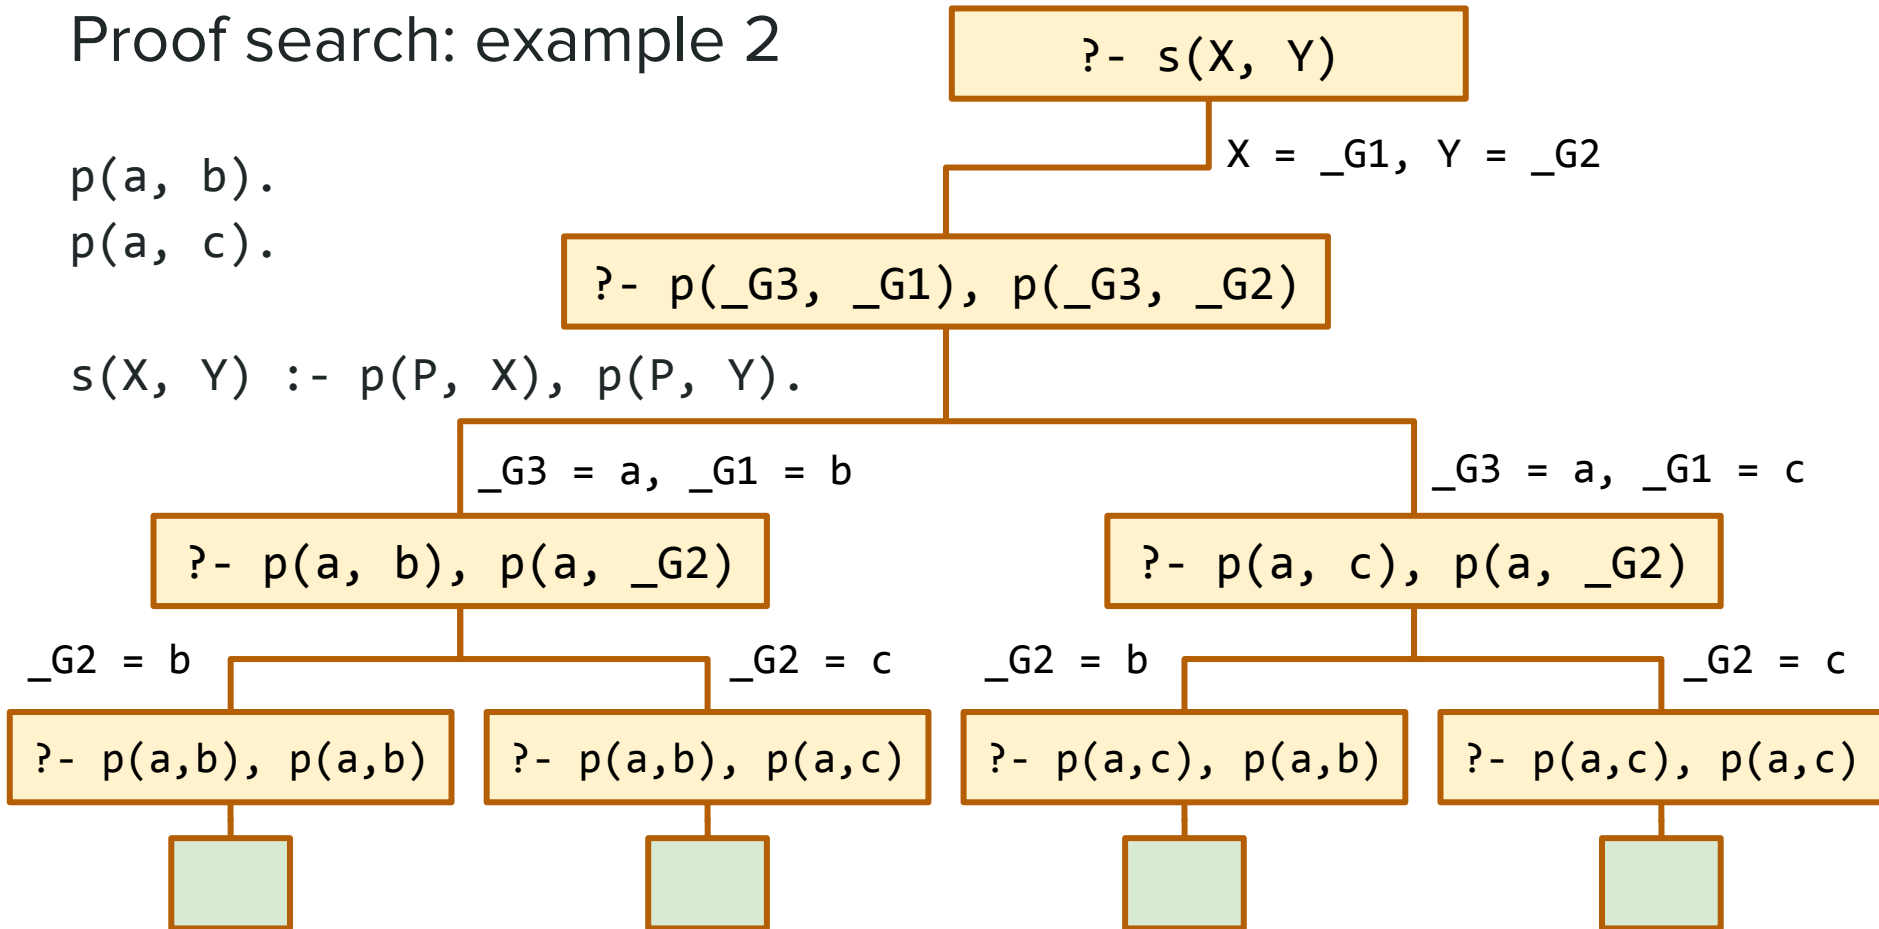 Proof search: example 2
?- s(X, Y)
X = _G1, Y = _G2
p(a, b).
p(a, c).
?- p(_G3, _G1), p(_G3, _G2)
s(X, Y) :- p(P, X), p(P, Y).
_G3 = a, _G1 = b
_G3 = a, _G1 = c
?- p(a, b), p(a, _G2)
?- p(a, c), p(a, _G2)
_G2 = b
_G2 = c
_G2 = b
_G2 = c
?- p(a,b), p(a,b)
?- p(a,b), p(a,c)
?- p(a,c), p(a,b)
?- p(a,c), p(a,c)